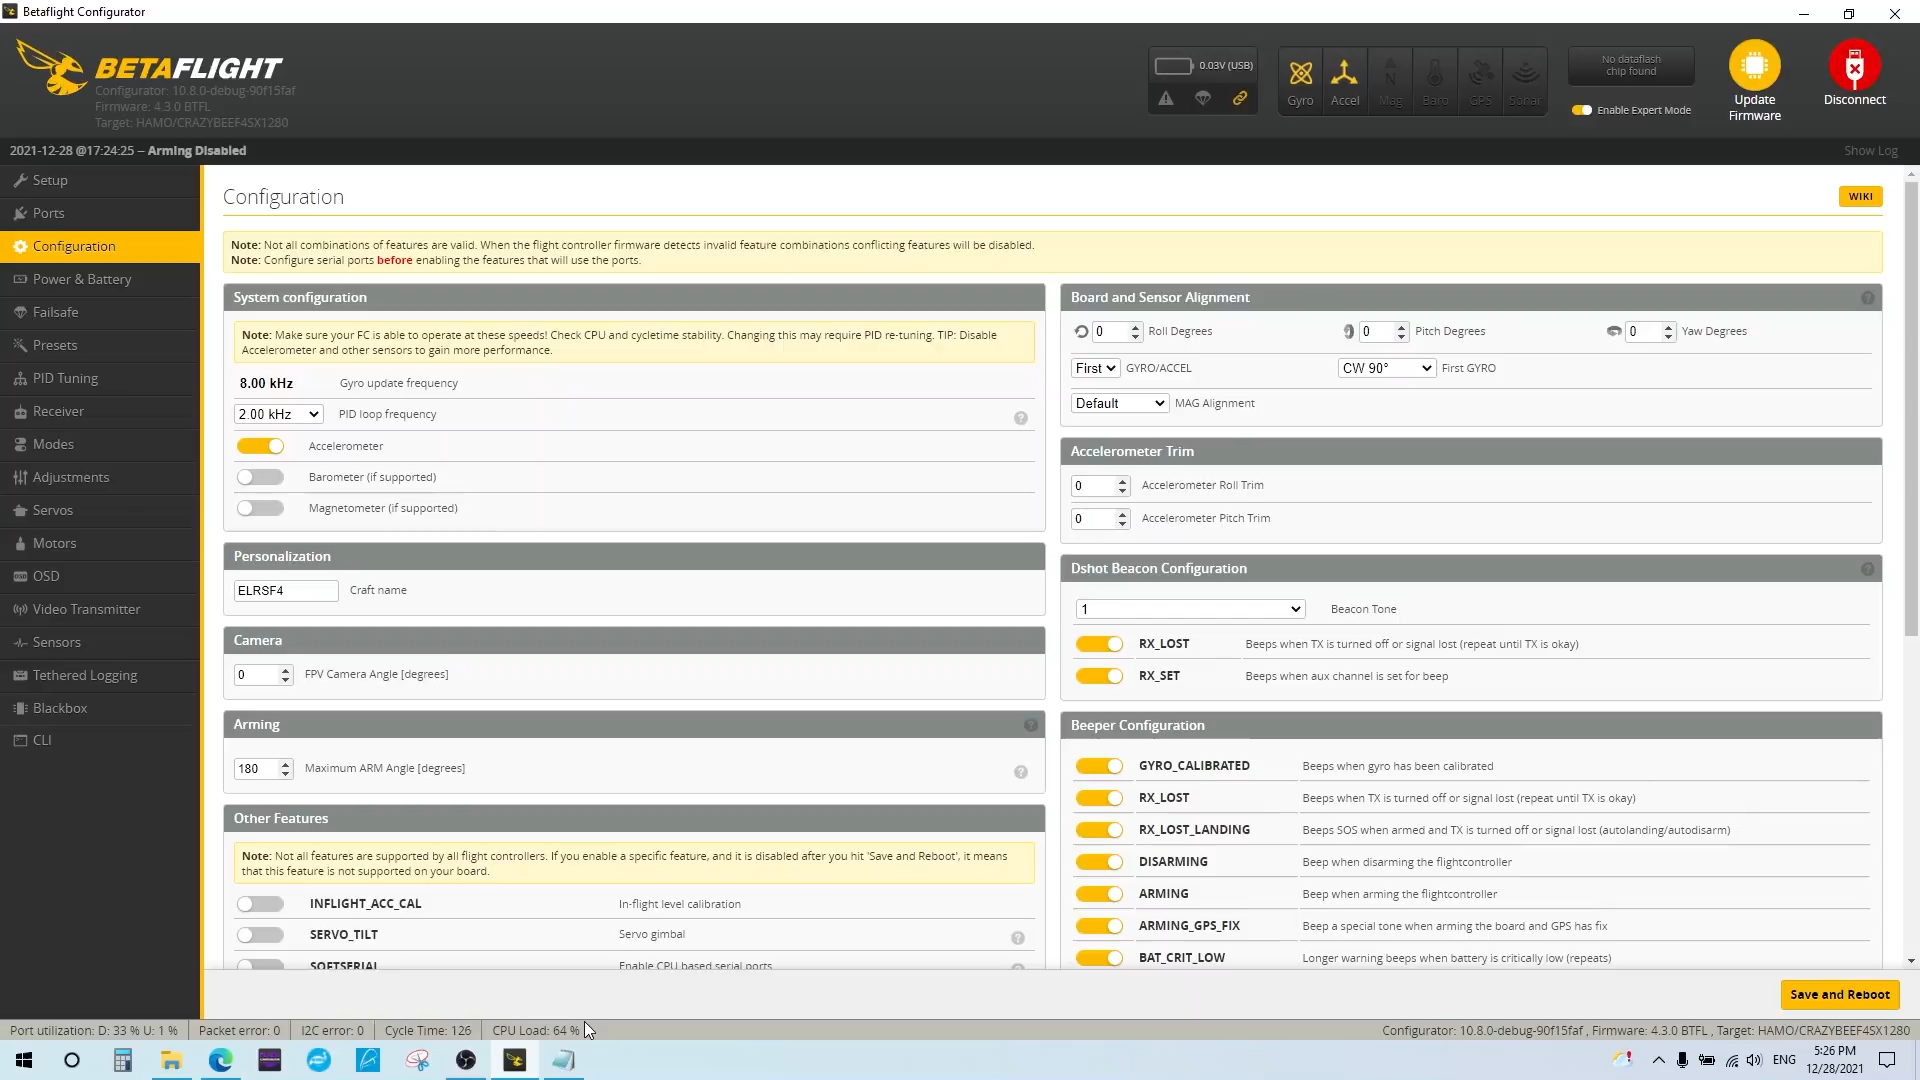 Betaflight Configurator
BETAFLIGHT
Configurator: 10.8.0-debug-90f15faf
Firmware: 4.3.0 BTFL
Target: HAMO/CRAZYBEEF4SX1280
0.03V (USB)
Gyro
Accel
Mag
Baro
GPS
Sonar
No dataflash
chip found
Enable Expert Mode
Update
Firmware
Disconnect
2021-12-28 @17:24:25 -- Arming Disabled
Show Log
Setup
Ports
Configuration
Power & Battery
Failsafe
Presets
PID Tuning
Receiver
Modes
Adjustments
Servos
Motors
OSD
Video Transmitter
Sensors
Tethered Logging
Blackbox
CLI
Configuration
WIKI
Note: Not all combinations of features are valid. When the flight controller firmware detects invalid feature combinations conflicting features will be disabled.
Note: Configure serial ports before enabling the features that will use the ports.
System configuration
Note: Make sure your FC is able to operate at these speeds! Check CPU and cycletime stability. Changing this may require PID re-tuning. TIP: Disable
Accelerometer and other sensors to gain more performance.
8.00 kHz Gyro update frequency
2.00 kHz PID loop frequency
Accelerometer
Barometer (if supported)
Magnetometer (if supported)
Personalization
ELRSF4 Craft name
Camera
0 FPV Camera Angle [degrees]
Arming
180 Maximum ARM Angle [degrees]
Other Features
Note: Not all features are supported by all flight controllers. If you enable a specific feature, and it is disabled after you hit 'Save and Reboot', it means
that this feature is not supported on your board.
INFLIGHT_ACC_CAL In-flight level calibration
SERVO_TILT Servo gimbal
SOFTSERIAL Enable CPU based serial ports
Board and Sensor Alignment
0 Roll Degrees 0 Pitch Degrees 0 Yaw Degrees
First GYRO/ACCEL CW 90° First GYRO
Default MAG Alignment
Accelerometer Trim
0 Accelerometer Roll Trim
0 Accelerometer Pitch Trim
Dshot Beacon Configuration
1 Beacon Tone
RX_LOST Beeps when TX is turned off or signal lost (repeat until TX is okay)
RX_SET Beeps when aux channel is set for beep
Beeper Configuration
GYRO_CALIBRATED Beeps when gyro has been calibrated
RX_LOST Beeps when TX is turned off or signal lost (repeat until TX is okay)
RX_LOST_LANDING Beeps SOS when armed and TX is turned off or signal lost (autolanding/autodisarm)
DISARMING Beep when disarming the flightcontroller
ARMING Beep when arming the flightcontroller
ARMING_GPS_FIX Beep a special tone when arming the board and GPS has fix
BAT_CRIT_LOW Longer warning beeps when battery is critically low (repeats)
Save and Reboot
Port utilization: D: 33 % U: 1 % Packet error: 0 I2C error: 0 Cycle Time: 126 CPU Load: 64 %
Configurator: 10.8.0-debug-90f15faf , Firmware: 4.3.0 BTFL , Target: HAMO/CRAZYBEEF4SX1280
ENG
5:26 PM
12/28/2021